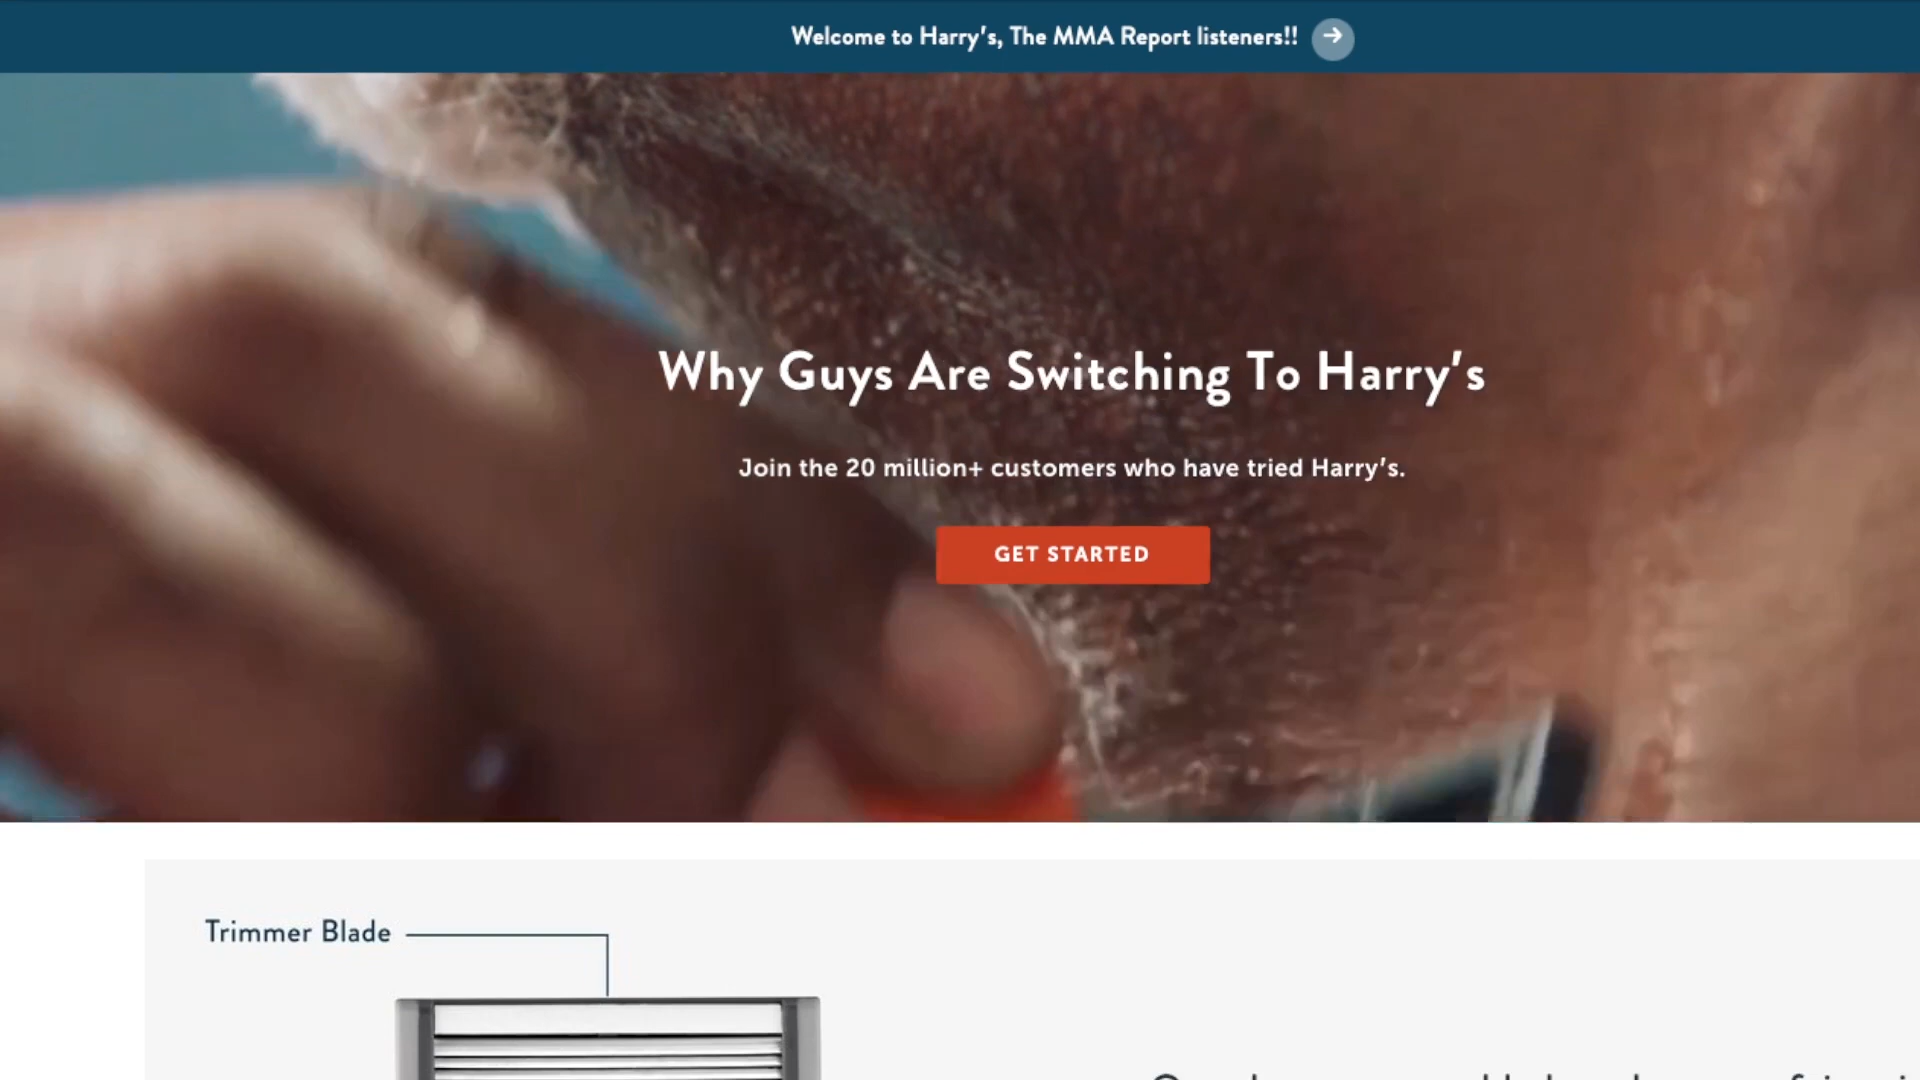 Welcome to Harry's, The MMA Report listeners!!
Why Guys Are Switching To Harry's
Join the 20 million+ customers who have tried Harry's.
GET STARTED
Trimmer Blade